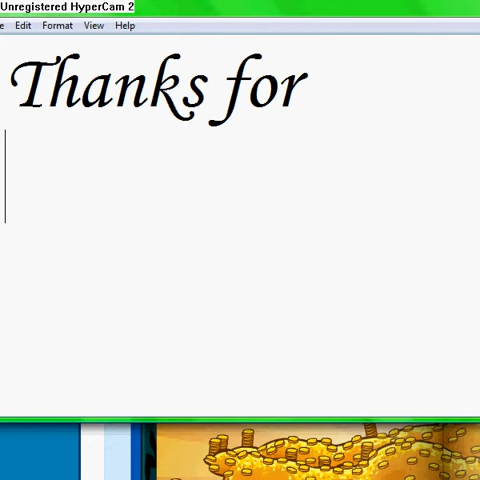 Unregistered HyperCam 2
Edit Format View Help
Thanks for